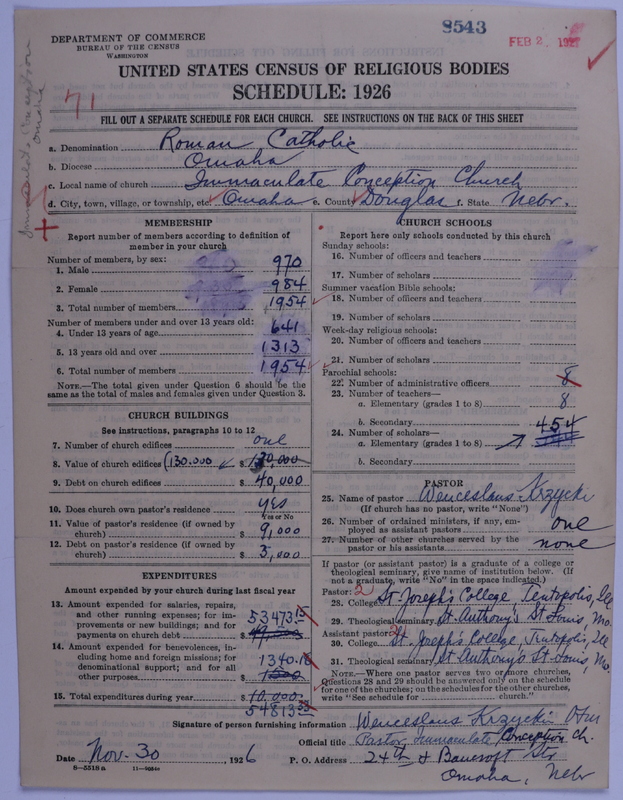 8543
FEB 2 1927
DEPARTMENT OF COMMERCE
BUREAU OF THE CENSUS
WASHINGTON
UNITED STATES CENSUS OF RELIGIOUS BODIES
SCHEDULE: 1926
71
Immaculat. Conception
Omaha
FILL OUT A SEPARATE SCHEDULE FOR EACH CHURCH. SEE INSTRUCTIONS ON THE BACK OF THIS SHEET
a. Denomination Roman Catholic
b. Diocese Omaha
c. Local name of church Immaculate Conception Church
d. City, town, village, or township, etc. Omaha e. County Douglas f. State Nebr.
MEMBERSHIP
Report number of members according to definition of
member in your church
Number of members, by sex:
1. Male 970
2. Female 984
3. Total number of members 1954
Number of members under and over 13 years old:
4. Under 13 years of age 641
5. 13 years old and over 1313
6. Total number of members 1954
NOTE.—The total given under Question 6 should be the
same as the total of males and females given under Question 3.
CHURCH BUILDINGS
See instructions, paragraphs 10 to 12
7. Number of church edifices one
8. Value of church edifices (130.000 $ 130,000
9. Debt on church edifices $ 40,000
10. Does church own pastor's residence yes
Yes or No
11. Value of pastor's residence (if owned by
church) $ 9,000
12. Debt on pastor's residence (if owned by
church) $ 3,000
EXPENDITURES
Amount expended by your church during last fiscal year
13. Amount expended for salaries, repairs,
and other running expenses; for im-
provements or new buildings; and for
payments on church debt $ 53473
14. Amount expended for benevolences, in-
cluding home and foreign missions; for
denominational support; and for all
other purposes $ 1340.18
15. Total expenditures during year $ 10,000
54813
CHURCH SCHOOLS
Report here only schools conducted by this church
Sunday schools:
16. Number of officers and teachers
17. Number of scholars
Summer vacation Bible schools:
18. Number of officers and teachers
19. Number of scholars
Week-day religious schools:
20. Number of officers and teachers
21. Number of scholars
Parochial schools:
22. Number of administrative officers 8
23. Number of teachers—
a. Elementary (grades 1 to 8) 8
b. Secondary
24. Number of scholars— 454
a. Elementary (grades 1 to 8)
b. Secondary
PASTOR
25. Name of pastor Wenceslaus Krzycki
(If church has no pastor, write "None")
26. Number of ordained ministers, if any, em-
ployed as assistant pastors one
27. Number of other churches served by the
pastor or his assistants none
If pastor (or assistant pastor) is a graduate of a college or
theological seminary, give name of institution below. (If
not a graduate, write "No" in the space indicated.)
Pastor: 2
28. College St. Joseph's College Teutopolis, Ill
29. Theological seminary St. Anthony's St. Louis, Mo.
Assistant pastor: 2
30. College St. Joseph's College, Teutopolis, Ill
31. Theological seminary St. Anthony's St. Louis, Mo.
NOTE.—Where one pastor serves two or more churches,
Questions 28 and 29 should be answered only on the schedule
for one of the churches; on the schedules for the other churches,
write "See schedule for church."
Signature of person furnishing information Wenceslaus Krzycki OFM
Official title Pastor Immaculate Conception Ch.
Date Nov. 30, 1926 P. O. Address 24th & Bancroft Str
8—5518a 11—9064c
Omaha, Nebr